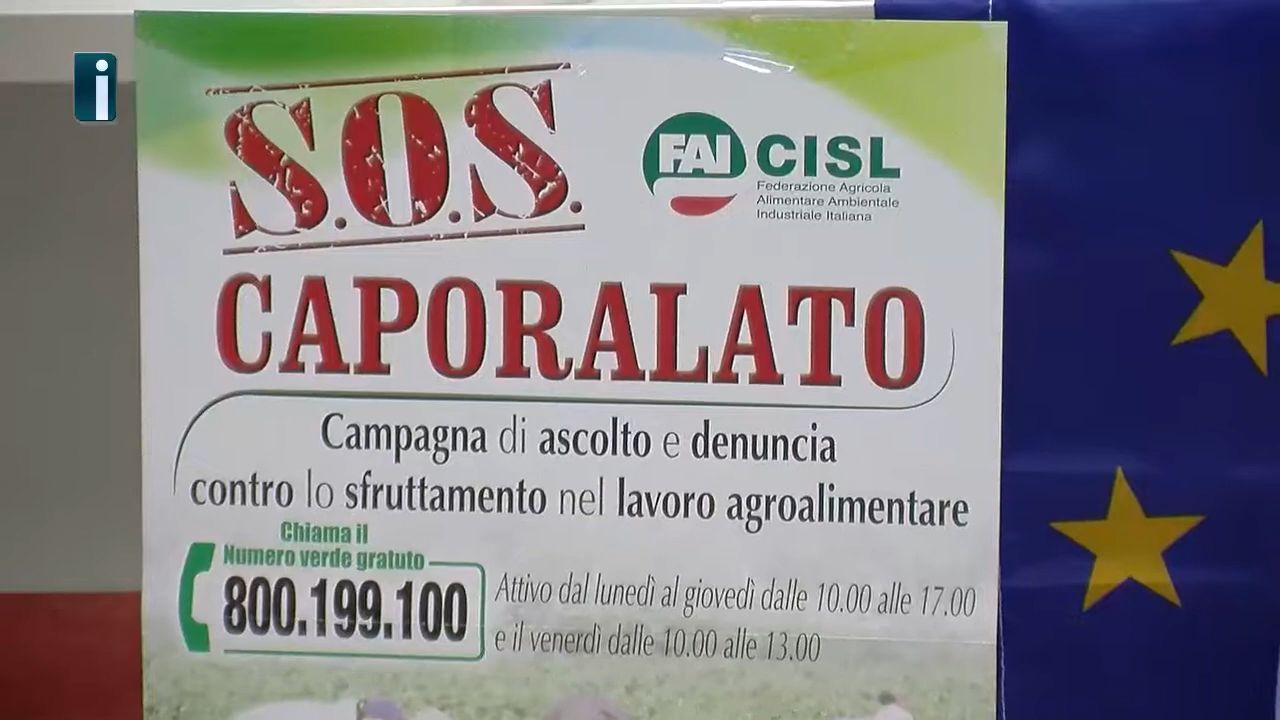 i
S.O.S.
FAI CISL
Federazione Agricola
Alimentare Ambientale
Industriale Italiana
CAPORALATO
Campagna di ascolto e denuncia
contro lo sfruttamento nel lavoro agroalimentare
Chiama il
Numero verde gratuto
800.199.100
Attivo dal lunedì al giovedì dalle 10.00 alle 17.00
e il venerdì dalle 10.00 alle 13.00